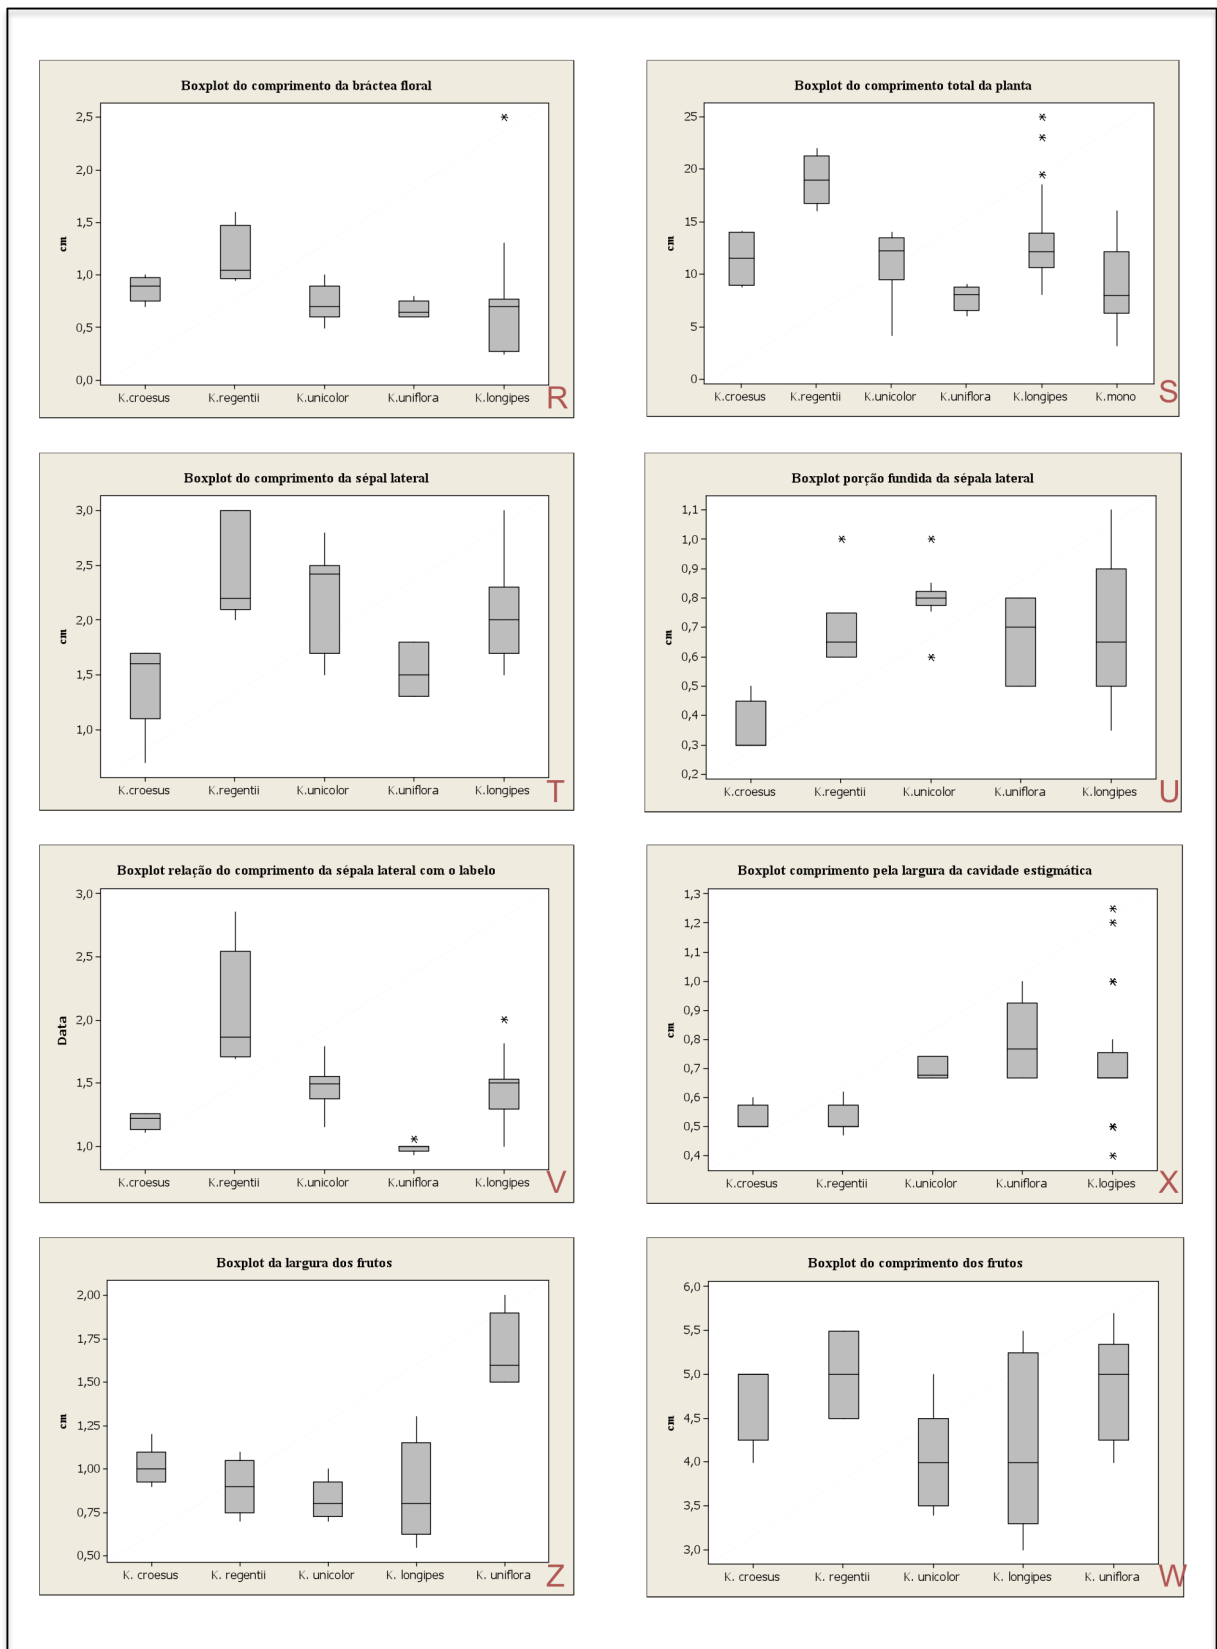 Boxplot do comprimento da bráctea floral
2,5
2,0
1,5
1,0
0,5
0,0
cm
K.croesus K.regentii K.unicolor K.uniflora K.longipes
R
Boxplot do comprimento total da planta
25
20
15
10
5
0
cm
K.croesus K.regentii K.unicolor K.uniflora K.longipes K.mono
S
Boxplot do comprimento da sépal lateral
3,0
2,5
2,0
1,5
1,0
cm
K.croesus K.regentii K.unicolor K.uniflora K.longipes
T
Boxplot porção fundida da sépala lateral
1,1
1,0
0,9
0,8
0,7
0,6
0,5
0,4
0,3
0,2
cm
K.croesus K.regentii K.unicolor K.uniflora K.longipes
U
Boxplot relação do comprimento da sépala lateral com o labelo
3,0
2,5
2,0
1,5
1,0
Data
K.croesus K.regentii K.unicolor K.uniflora K.longipes
V
Boxplot comprimento pela largura da cavidade estigmática
1,3
1,2
1,1
1,0
0,9
0,8
0,7
0,6
0,5
0,4
cm
K.croesus K.regentii K.unicolor K.uniflora K.logipes
X
Boxplot da largura dos frutos
2,00
1,75
1,50
1,25
1,00
0,75
0,50
cm
K. croesus K. regentii K. unicolor K. longipes K. uniflora
Z
Boxplot do comprimento dos frutos
6,0
5,5
5,0
4,5
4,0
3,5
3,0
cm
K. croesus K. regentii K. unicolor K. longipes K. uniflora
W